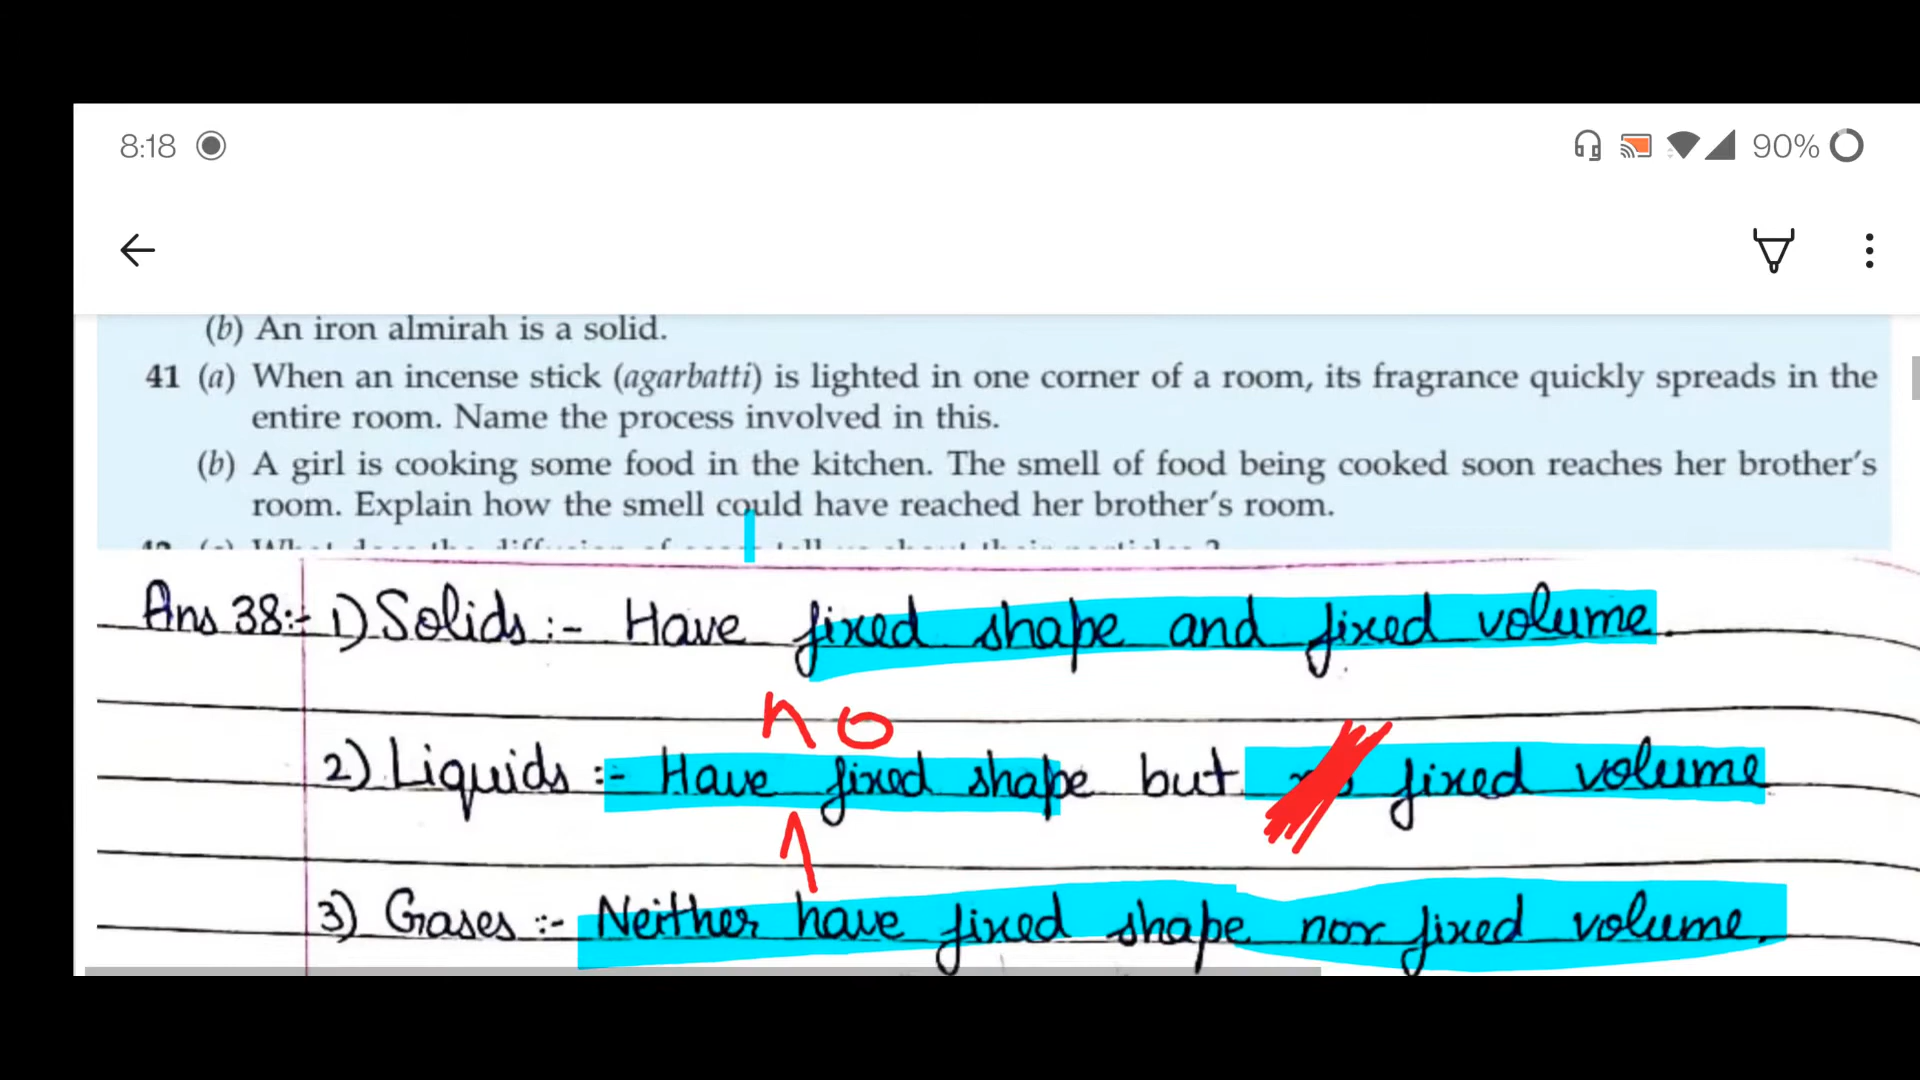 8:18 90%
(b) An iron almirah is a solid.
41 (a) When an incense stick (agarbatti) is lighted in one corner of a room, its fragrance quickly spreads in the
entire room. Name the process involved in this.
(b) A girl is cooking some food in the kitchen. The smell of food being cooked soon reaches her brother's
room. Explain how the smell could have reached her brother's room.
Ans 38:- 1) Solids :- Have fixed shape and fixed volume.
no
2) Liquids :- Have fixed shape but fixed volume
3) Gases :- Neither have fixed shape nor fixed volume.